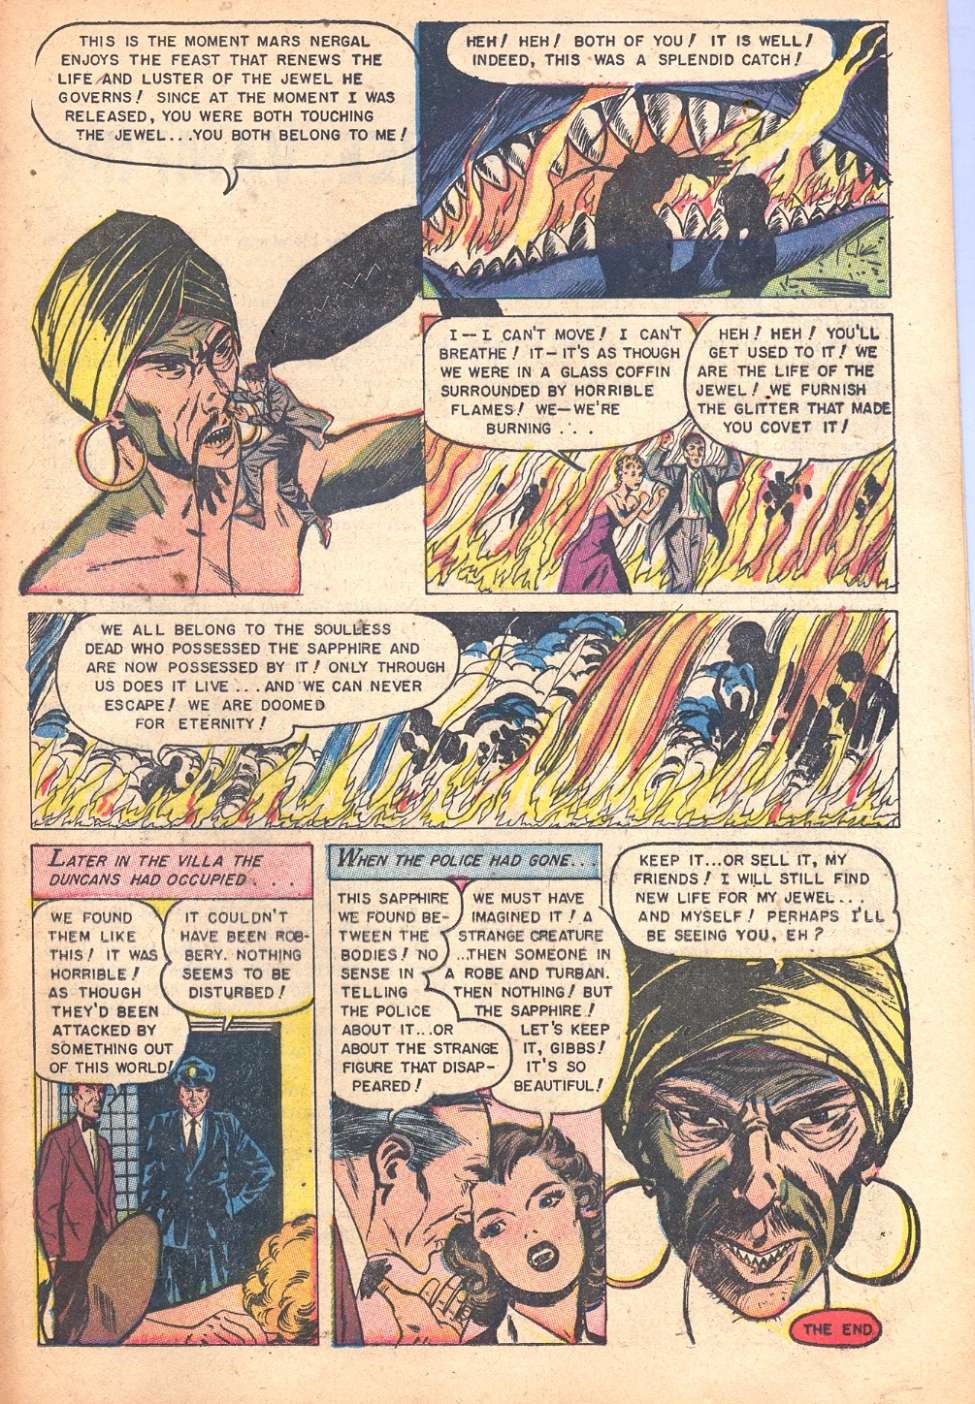 THIS IS THE MOMENT MARS NERGAL
ENJOYS THE FEAST THAT RENEWS THE
LIFE AND LUSTER OF THE JEWEL HE
GOVERNS! SINCE AT THE MOMENT I WAS
RELEASED, YOU WERE BOTH TOUCHING
THE JEWEL...YOU BOTH BELONG TO ME!
HEH! HEH! BOTH OF YOU! IT IS WELL!
INDEED, THIS WAS A SPLENDID CATCH!
I--I CAN'T MOVE! I CAN'T
BREATHE! IT-IT'S AS THOUGH
WE WERE IN A GLASS COFFIN
SURROUNDED BY HORRIBLE
FLAMES! WE-WE'RE
BURNING...
HEH! HEH! YOU'LL
GET USED TO IT! WE
ARE THE LIFE OF THE
JEWEL! WE FURNISH
THE GLITTER THAT MADE
YOU COVET IT!
WE ALL BELONG TO THE SOULLESS
DEAD WHO POSSESSED THE SAPPHIRE AND
ARE NOW POSSESSED BY IT! ONLY THROUGH
US DOES IT LIVE...AND WE CAN NEVER
ESCAPE! WE ARE DOOMED
FOR ETERNITY!
LATER IN THE VILLA THE
DUNCANS HAD OCCUPIED....
WE FOUND
THEM LIKE
THIS! IT WAS
HORRIBLE!
AS THOUGH
THEY'D BEEN
ATTACKED BY
SOMETHING OUT
OF THIS WORLD!
IT COULDN'T
HAVE BEEN ROB-
BERY. NOTHING
SEEMS TO BE
DISTURBED!
WHEN THE POLICE HAD GONE...
THIS SAPPHIRE
WE FOUND BE-
TWEEN THE
BODIES! NO
SENSE IN
TELLING
THE POLICE
ABOUT IT...OR
ABOUT THE STRANGE
FIGURE THAT DISAP-
PEARED!
WE MUST HAVE
IMAGINED IT! A
STRANGE CREATURE
...THEN SOMEONE IN
A ROBE AND TURBAN.
THEN NOTHING! BUT
THE SAPPHIRE!
LET'S KEEP
IT, GIBBS!
IT'S SO
BEAUTIFUL!
KEEP IT...OR SELL IT, MY
FRIENDS! I WILL STILL FIND
NEW LIFE FOR MY JEWEL...
AND MYSELF! PERHAPS I'LL
BE SEEING YOU, EH?
THE END